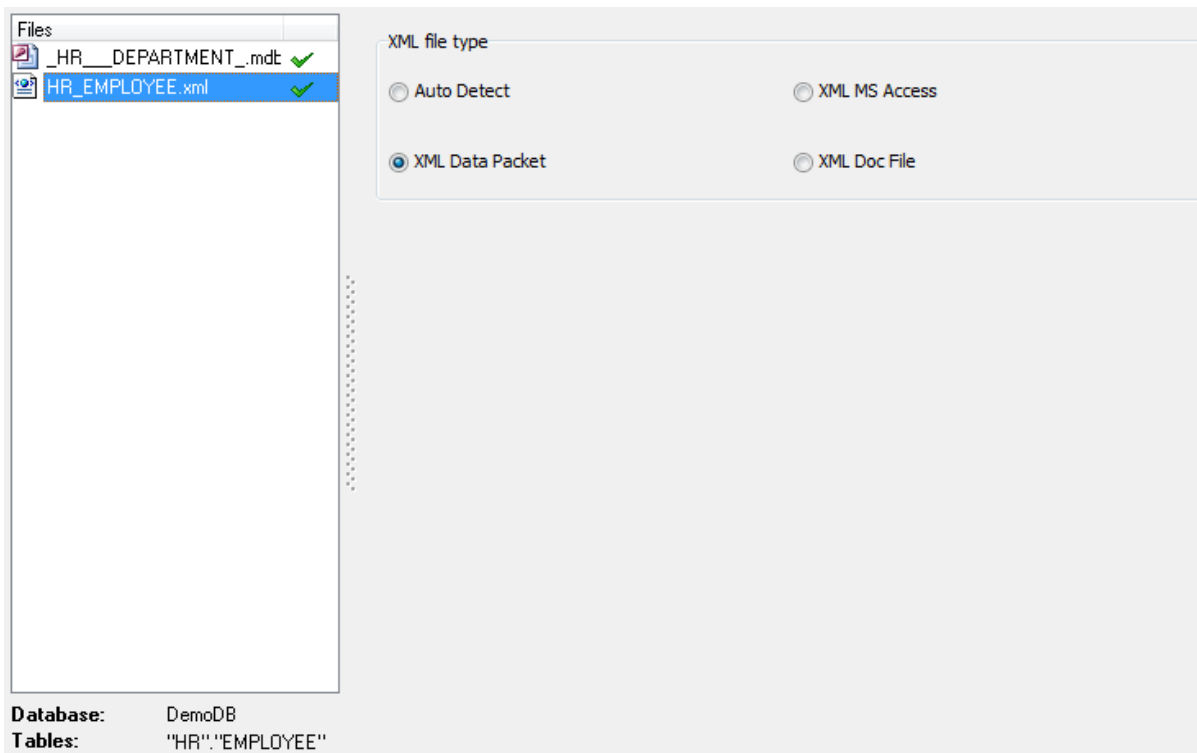 Files
_HR___DEPARTMENT_.mdb
HR_EMPLOYEE.xml
XML file type
Auto Detect
XML MS Access
XML Data Packet
XML Doc File
Database: DemoDB
Tables: "HR"."EMPLOYEE"